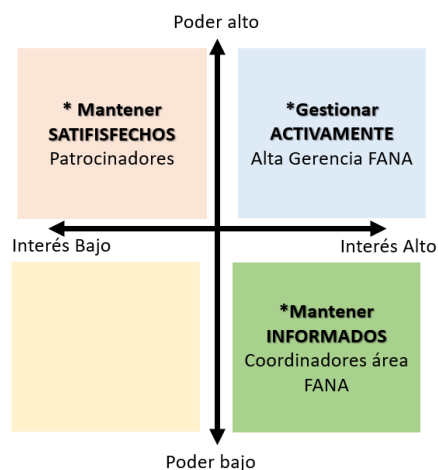 Poder alto
* Mantener
SATIFISFECHOS
Patrocinadores
*Gestionar
ACTIVAMENTE
Alta Gerencia FANA
Interés Bajo
Interés Alto
*Mantener
INFORMADOS
Coordinadores área
FANA
Poder bajo